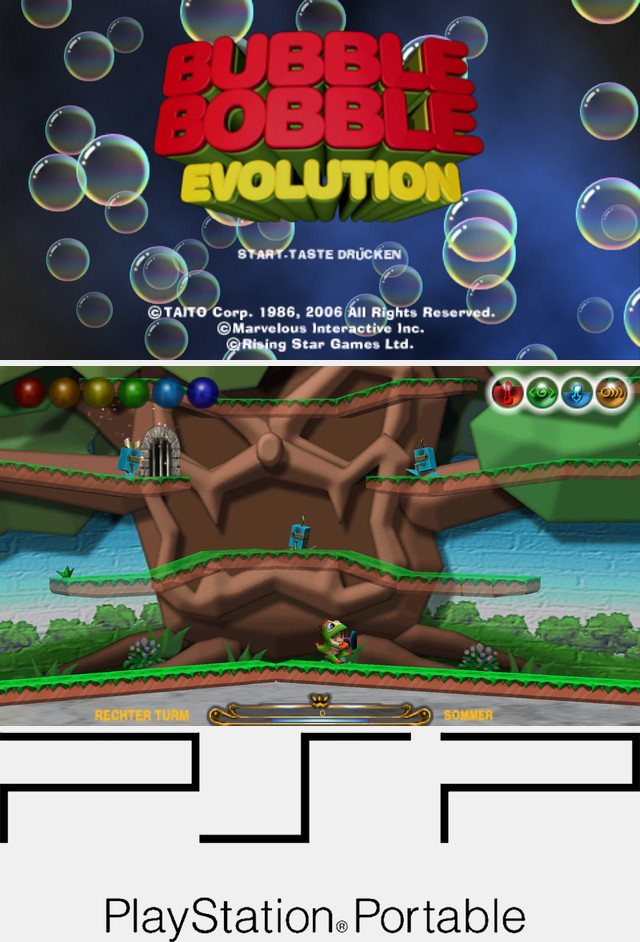 BUBBLE
BOBBLE
EVOLUTION
START-TASTE DRÜCKEN
©TAITO Corp. 1986, 2006 All Rights Reserved.
©Marvelous Interactive Inc.
©Rising Star Games Ltd.
RECHTER TURM 0 SOMMER
PSP
PlayStation®Portable